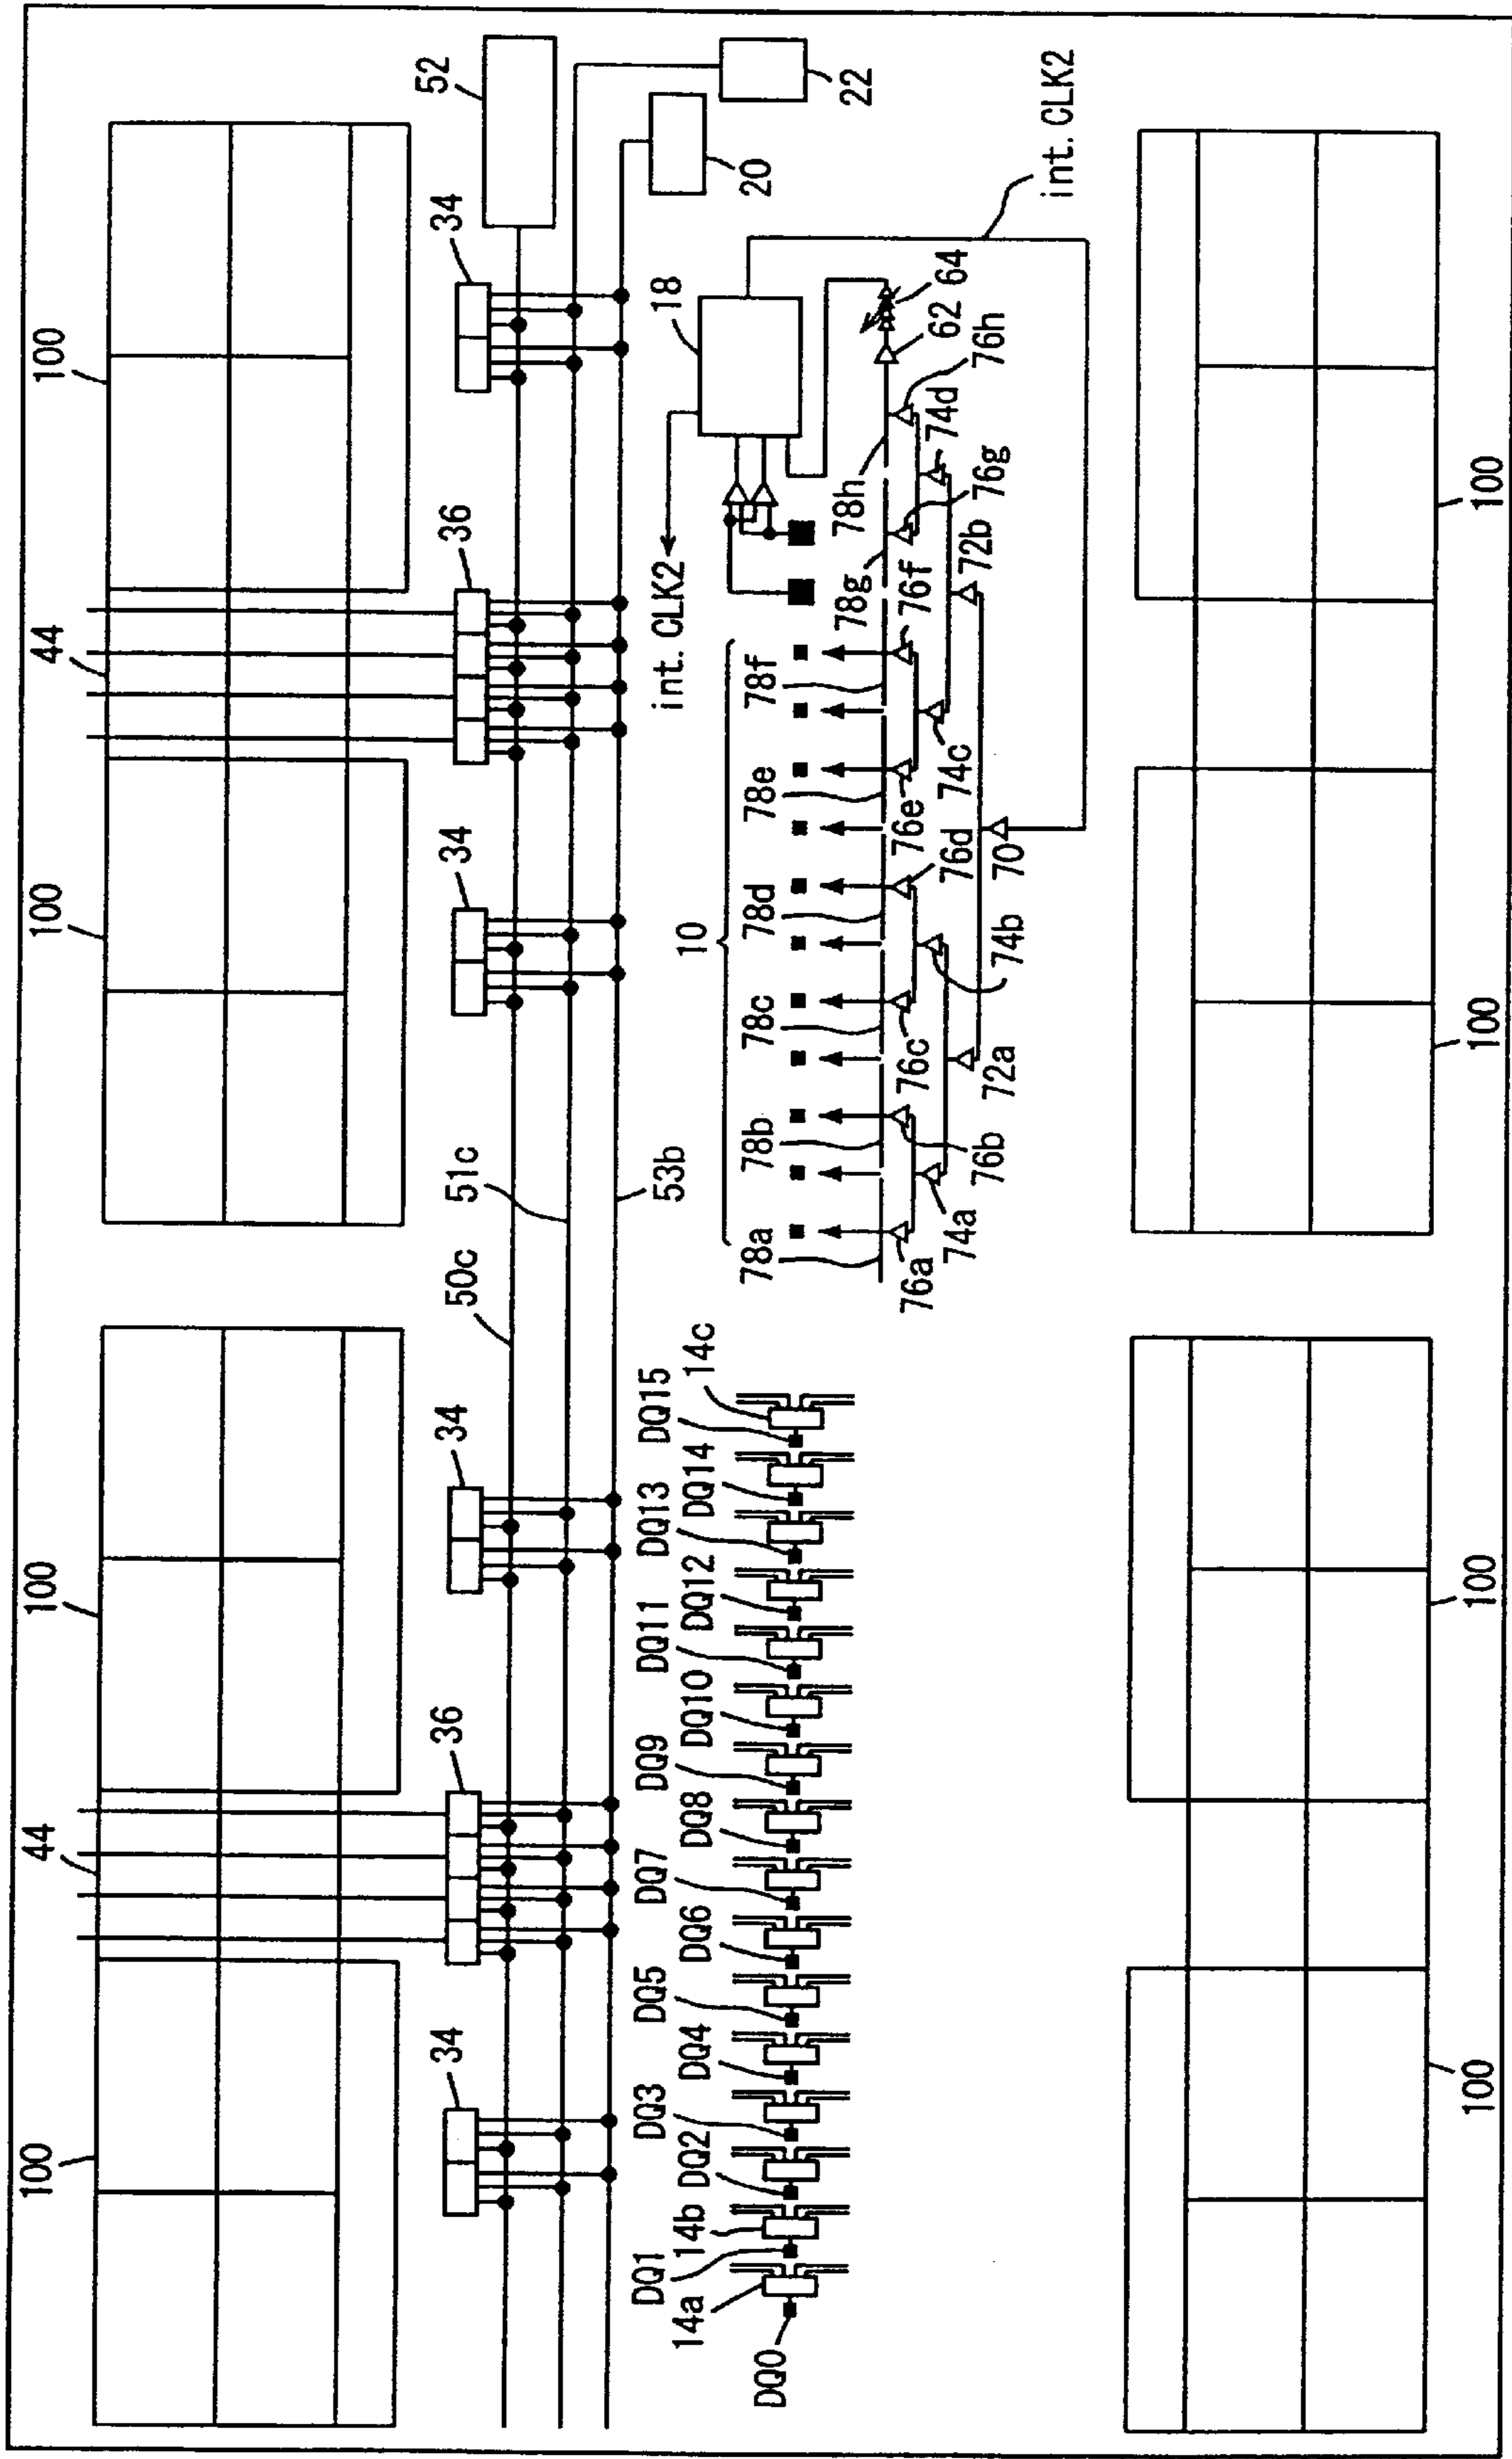 100
44
100
100
44
100
34
36
34
34
36
34
52
50c
51c
53b
20
22
18
int. CLK2
int. CLK2
10
78a
78b
78c
78d
78e
78f
78g
78h
64
62
76a
76b
76c
76d
76e
76f
76g
76h
74a
74b
74c
74d
72a
72b
70
DQ0
14a
DQ1
14b
DQ2
DQ3
DQ4
DQ5
DQ6
DQ7
DQ8
DQ9
DQ10
DQ11
DQ12
DQ13
DQ14
DQ15
14c
100
100
100
100